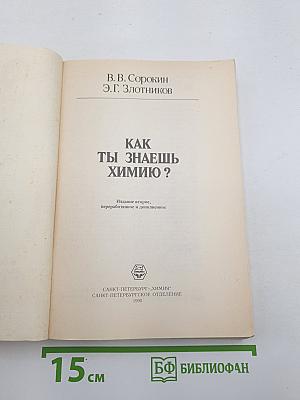 В. В. Сорокин
Э. Г. Злотников
КАК
ТЫ ЗНАЕШЬ
ХИМИЮ?
Издание второе,
переработанное и дополненное
САНКТ-ПЕТЕРБУРГ «ХИМИЯ»
САНКТ-ПЕТЕРБУРГСКОЕ ОТДЕЛЕНИЕ
15 см
БФ БИБЛИОФАН